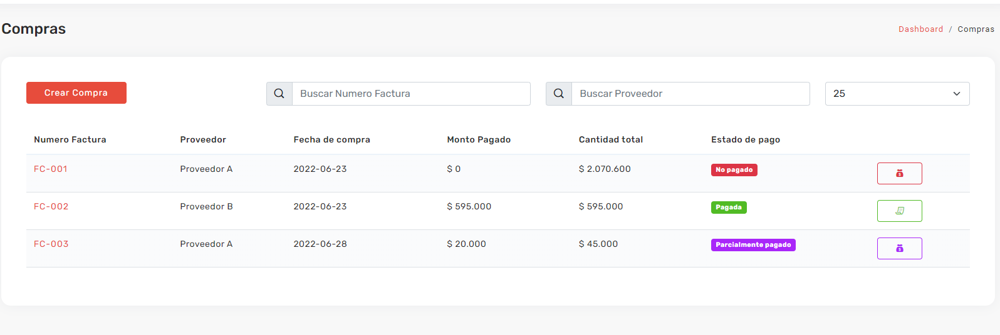 Compras
Dashboard / Compras
Crear Compra
Buscar Numero Factura
Buscar Proveedor
25
Numero Factura Proveedor Fecha de compra Monto Pagado Cantidad total Estado de pago
FC-001 Proveedor A 2022-06-23 $ 0 $ 2.070.600 No pagado
FC-002 Proveedor B 2022-06-23 $ 595.000 $ 595.000 Pagada
FC-003 Proveedor A 2022-06-28 $ 20.000 $ 45.000 Parcialmente pagado